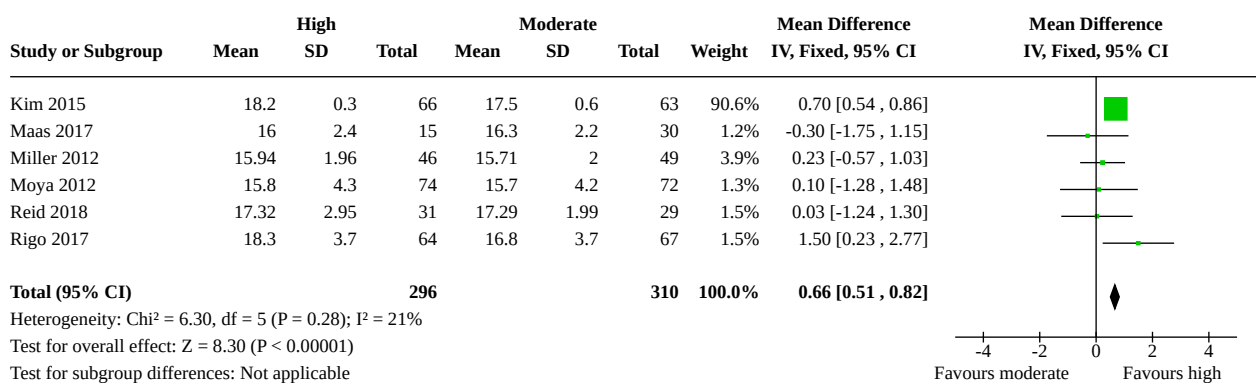 High Moderate Mean Difference Mean Difference
Study or Subgroup Mean SD Total Mean SD Total Weight IV, Fixed, 95% CI IV, Fixed, 95% CI
Kim 2015 18.2 0.3 66 17.5 0.6 63 90.6% 0.70 [0.54 , 0.86]
Maas 2017 16 2.4 15 16.3 2.2 30 1.2% -0.30 [-1.75 , 1.15]
Miller 2012 15.94 1.96 46 15.71 2 49 3.9% 0.23 [-0.57 , 1.03]
Moya 2012 15.8 4.3 74 15.7 4.2 72 1.3% 0.10 [-1.28 , 1.48]
Reid 2018 17.32 2.95 31 17.29 1.99 29 1.5% 0.03 [-1.24 , 1.30]
Rigo 2017 18.3 3.7 64 16.8 3.7 67 1.5% 1.50 [0.23 , 2.77]
Total (95% CI) 296 310 100.0% 0.66 [0.51 , 0.82]
Heterogeneity: Chi² = 6.30, df = 5 (P = 0.28); I² = 21%
Test for overall effect: Z = 8.30 (P < 0.00001)
-4 -2 0 2 4
Test for subgroup differences: Not applicable Favours moderate Favours high